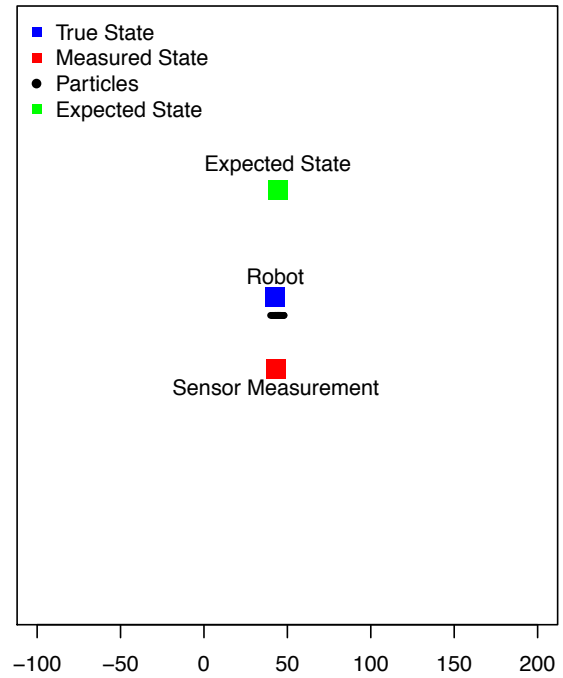 True State
Measured State
Particles
Expected State
Expected State
Robot
Sensor Measurement
−100 −50 0 50 100 150 200